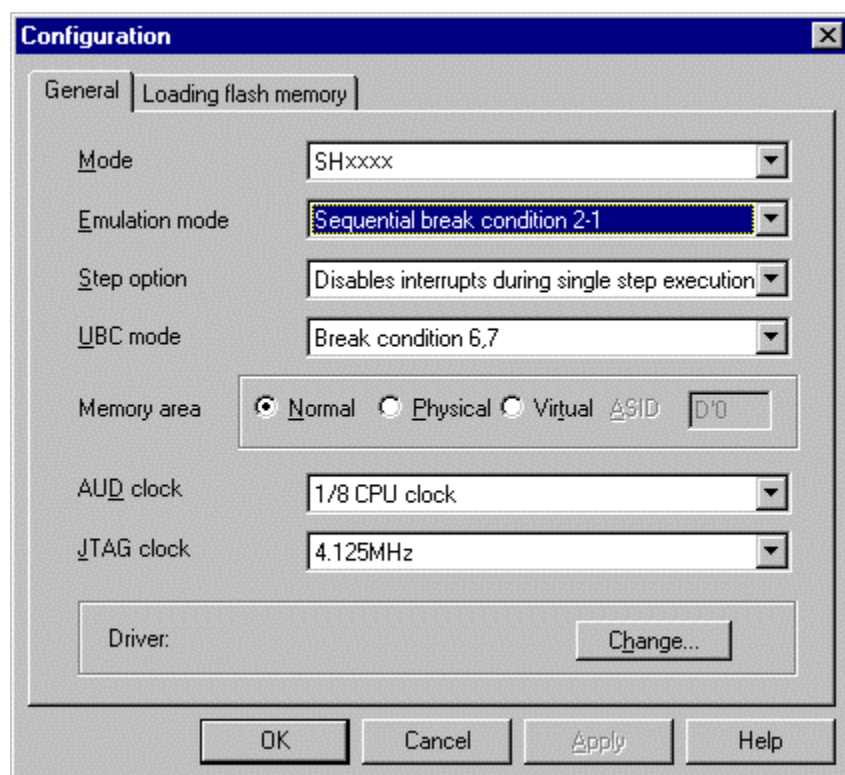 Configuration
General Loading flash memory
Mode SHxxxx
Emulation mode Sequential break condition 2-1
Step option Disables interrupts during single step execution
UBC mode Break condition 6,7
Memory area Normal Physical Virtual ASID D'0
AUD clock 1/8 CPU clock
JTAG clock 4.125MHz
Driver: Change...
OK Cancel Apply Help